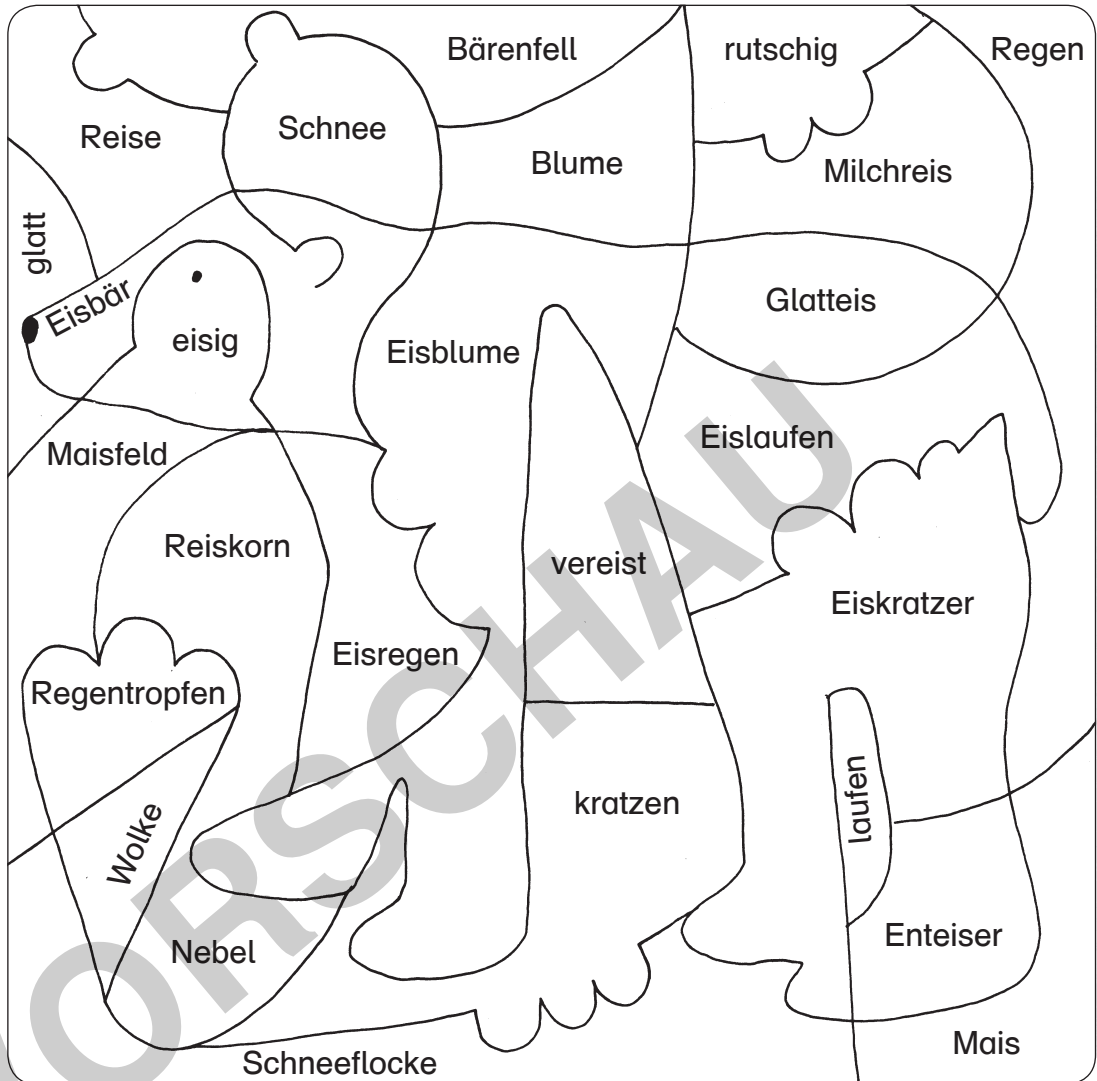 Bärenfell
rutschig
Regen
Reise
Schnee
Blume
Milchreis
glatt
Eisbär
eisig
Eisblume
Glatteis
Maisfeld
Eislaufen
Reiskorn
vereist
Eiskratzer
Eisregen
Regentropfen
Wolke
kratzen
laufen
Nebel
Enteiser
Schneeflocke
Mais
ORSCHAU